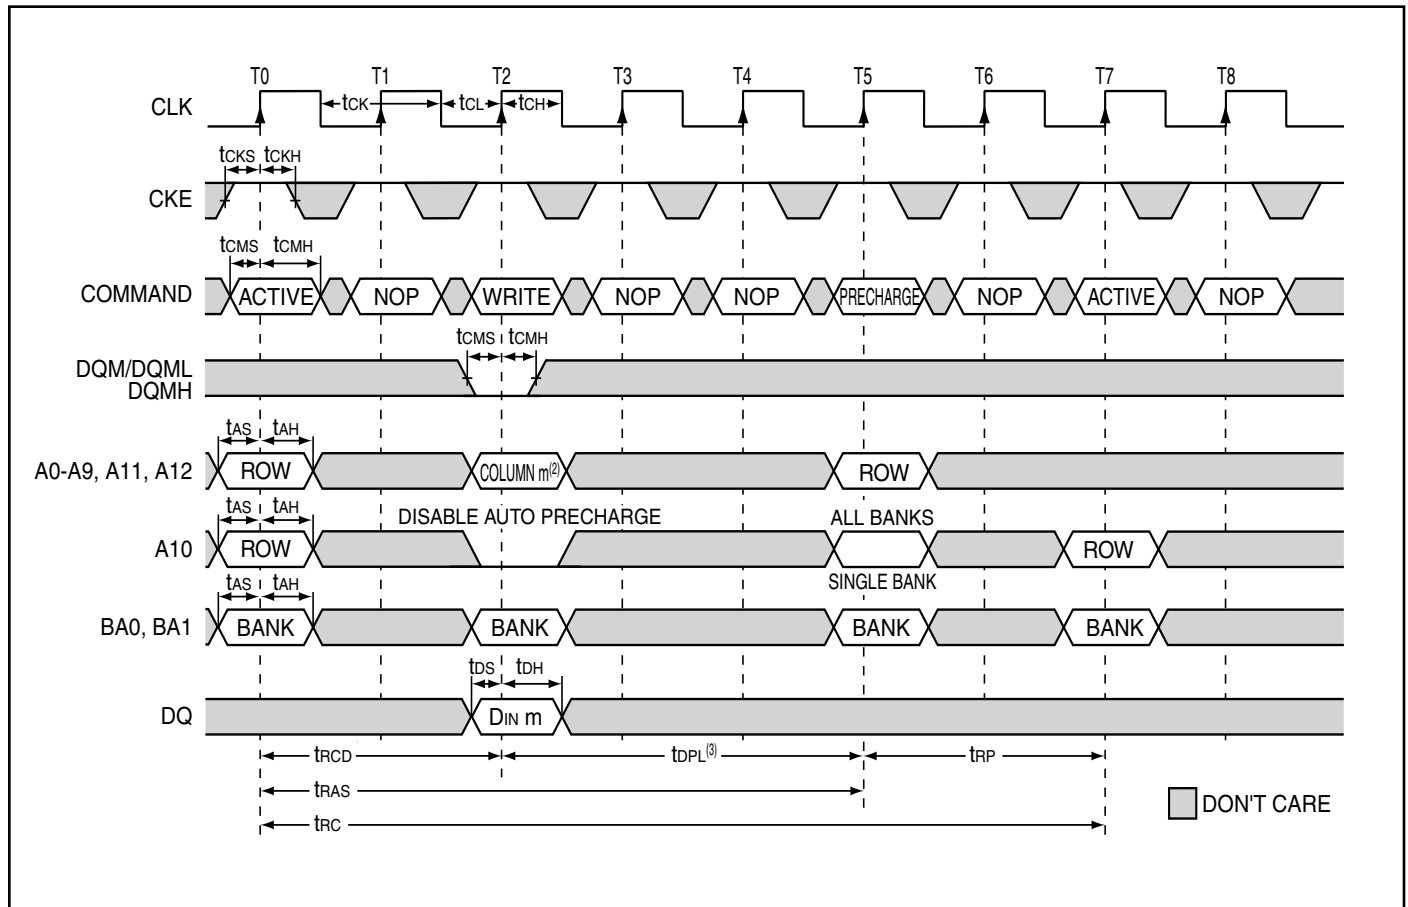 T0 T1 T2 T3 T4 T5 T6 T7 T8
CLK
tCK tCL tCH
tCKS tCKH
CKE
tCMS tCMH
COMMAND ACTIVE NOP WRITE NOP NOP PRECHARGE NOP ACTIVE NOP
tCMS tCMH
DQM/DQML
DQMH
tAS tAH
A0-A9, A11, A12 ROW COLUMN m(2) ROW
tAS tAH DISABLE AUTO PRECHARGE ALL BANKS
A10 ROW ROW
tAS tAH SINGLE BANK
BA0, BA1 BANK BANK BANK BANK
tDS tDH
DQ DIN m
tRCD tDPL(3) tRP
tRAS
DON'T CARE
tRC